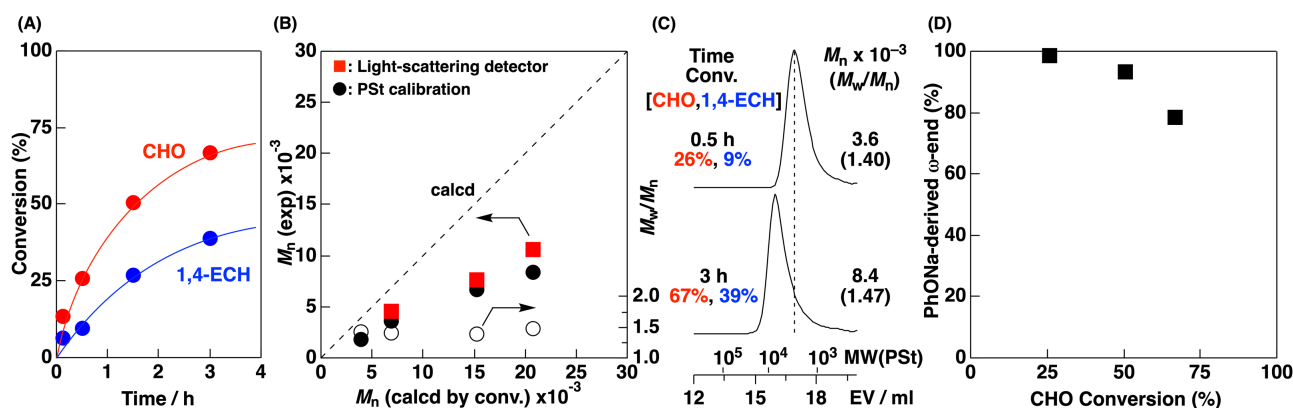 (A)
100
75
50
25
0
Conversion (%)
CHO
1,4-ECH
0 1 2 3 4
Time / h
(B)
30
25
20
15
10
5
0
Mn (exp) x10⁻³
: Light-scattering detector
: PSt calibration
calcd
2.0
1.5
1.0
Mw/Mn
0 5 10 15 20 25 30
Mn (calcd by conv.) x10⁻³
(C)
Time
Conv.
[CHO,1,4-ECH]
Mn x 10⁻³
(Mw/Mn)
0.5 h
26%, 9%
3.6
(1.40)
3 h
67%, 39%
8.4
(1.47)
10⁵ 10⁴ 10³ MW(PSt)
12 15 18 EV / ml
(D)
100
80
60
40
20
0
PhONa-derived ω-end (%)
0 25 50 75 100
CHO Conversion (%)